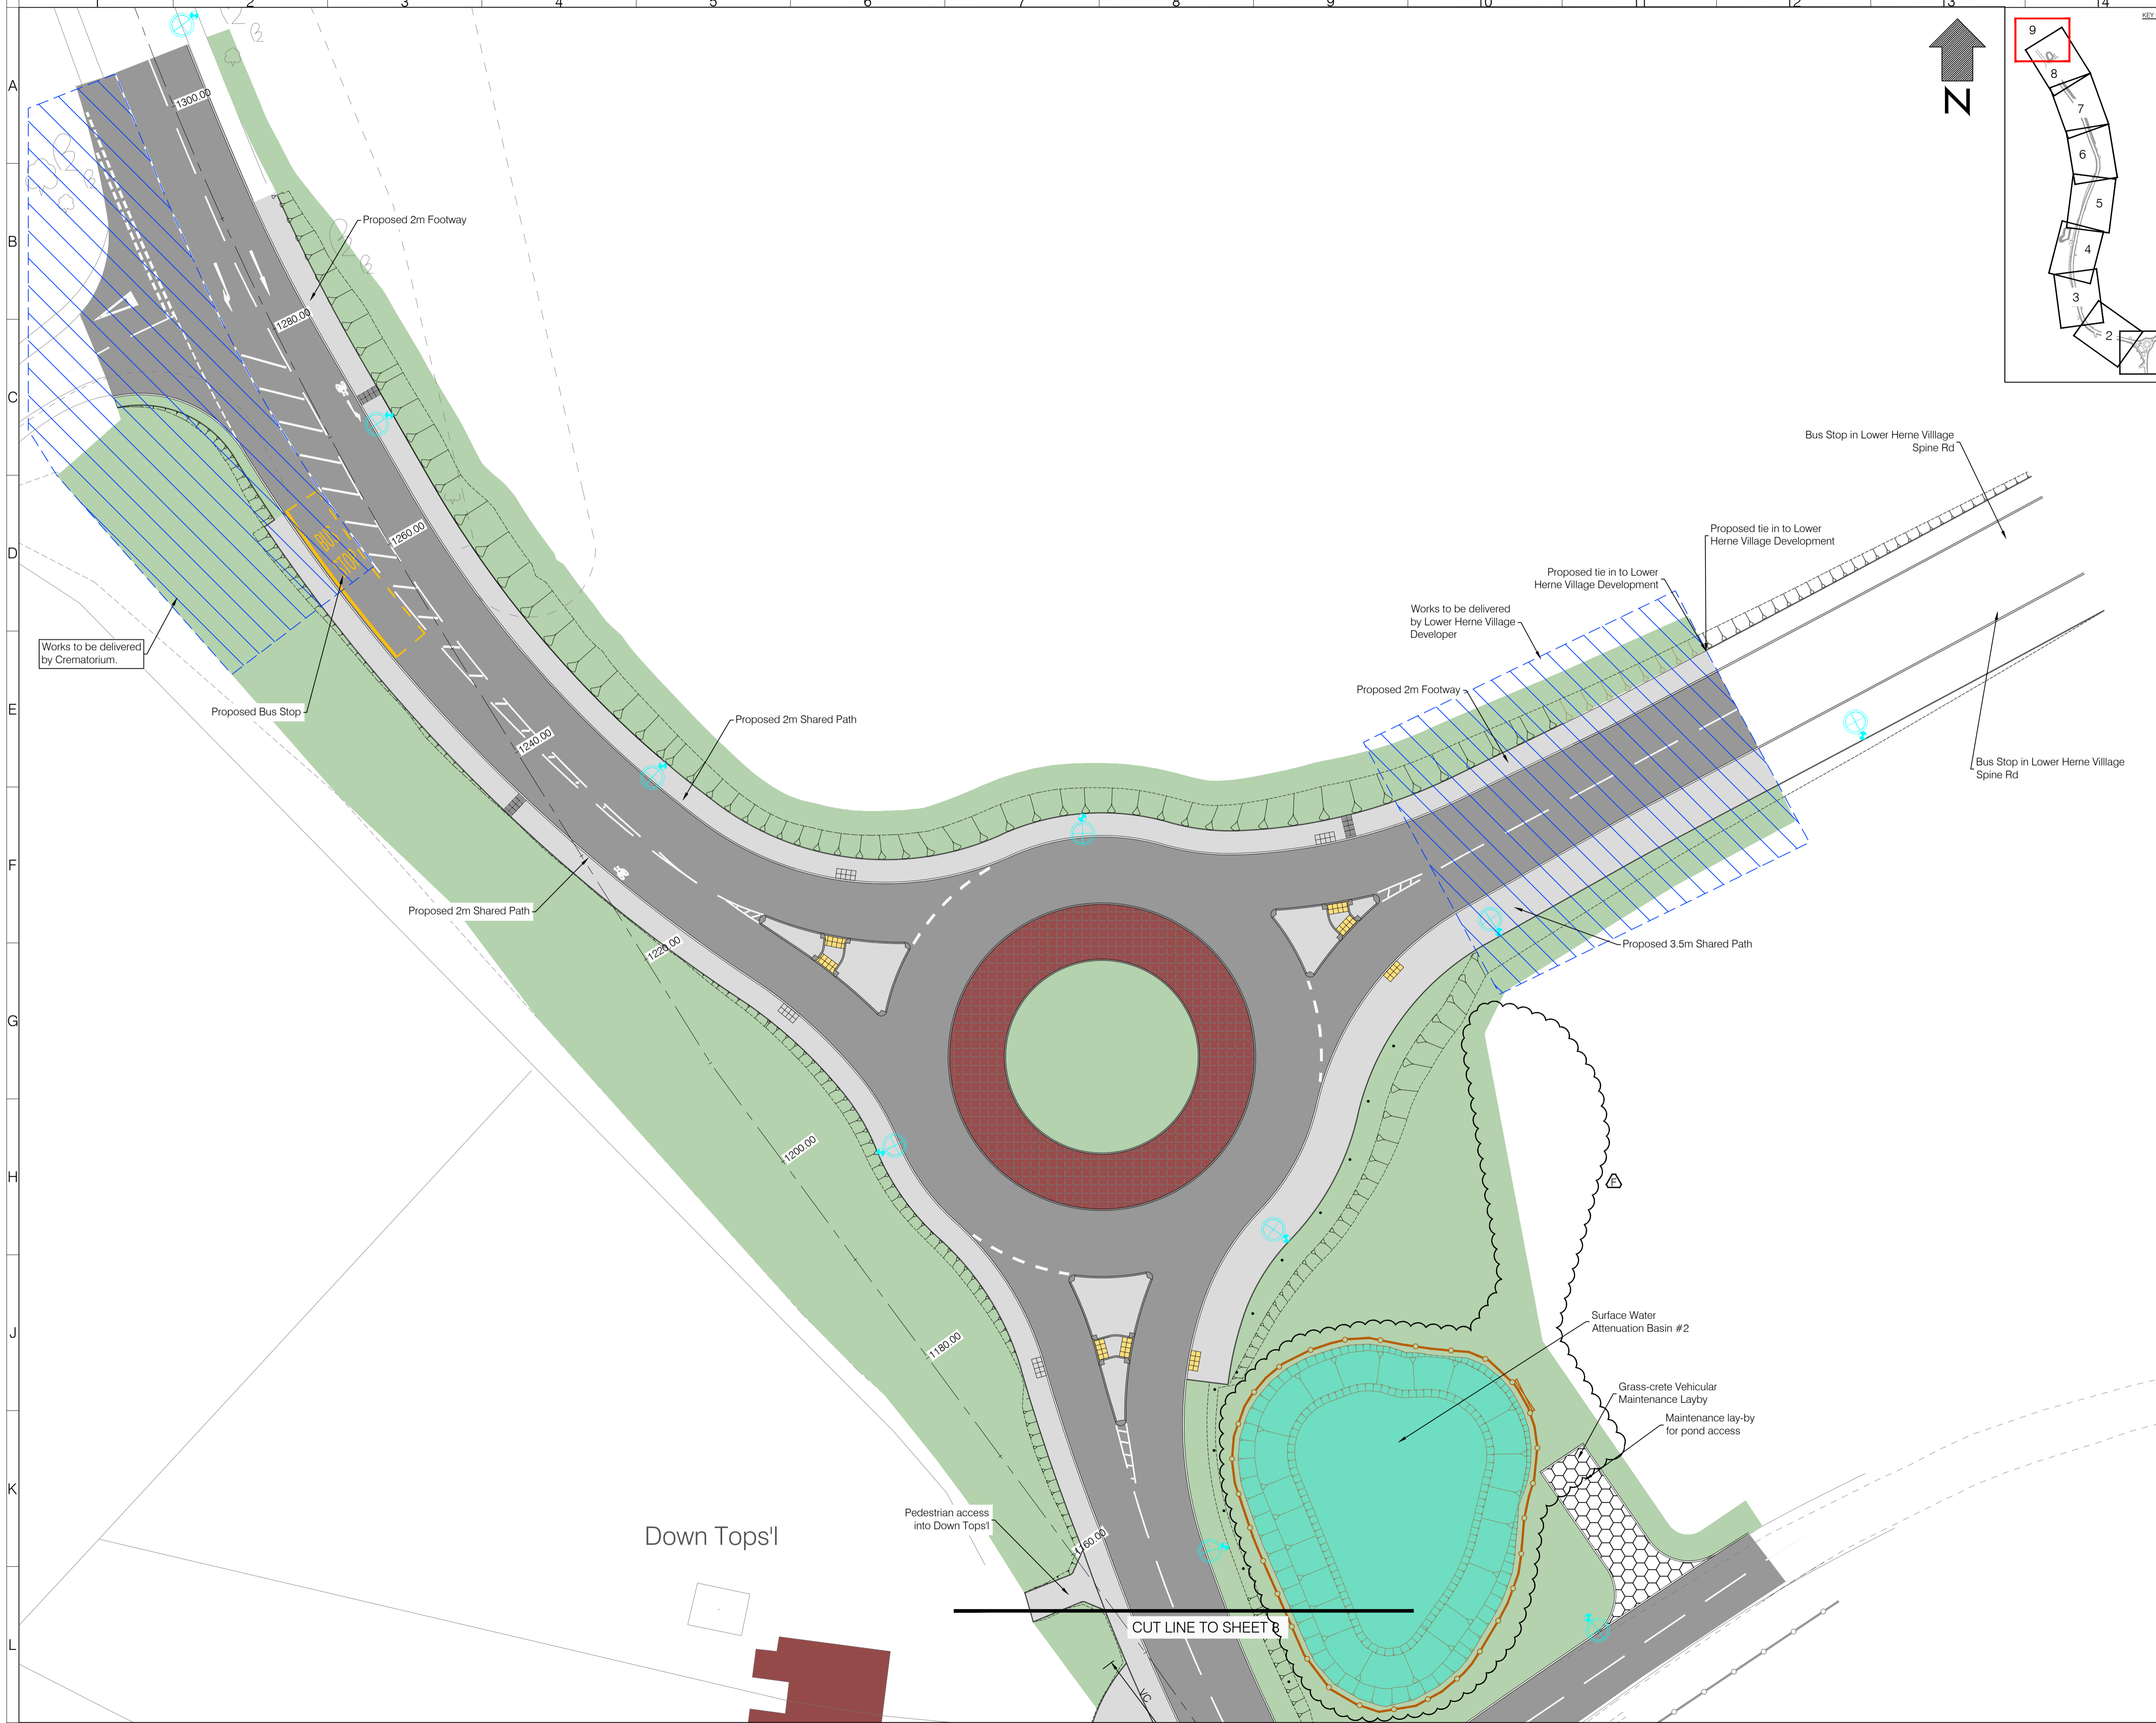 1 2 3 4 5 6 7 8 9 10 11 12 13 14
KEY
A
B
C
D
E
F
G
H
J
K
L
N
9
8
7
6
5
4
3
2
1300.00
Proposed 2m Footway
1280.00
Bus Stop in Lower Herne Villlage
Spine Rd
BUS
STOP
1260.00
Proposed tie in to Lower
Herne Village Development
Proposed tie in to Lower
Herne Village Development
Works to be delivered
by Lower Herne Village
Developer
Works to be delivered
by Crematorium.
Proposed 2m Footway
Proposed Bus Stop
Proposed 2m Shared Path
1240.00
Bus Stop in Lower Herne Villlage
Spine Rd
Proposed 2m Shared Path
1220.00
Proposed 3.5m Shared Path
1200.00
F
Surface Water
Attenuation Basin #2
1180.00
Grass-crete Vehicular
Maintenance Layby
Maintenance lay-by
for pond access
Pedestrian access
into Down Tops'l
Down Tops'l
1160.00
CUT LINE TO SHEET 8
VC